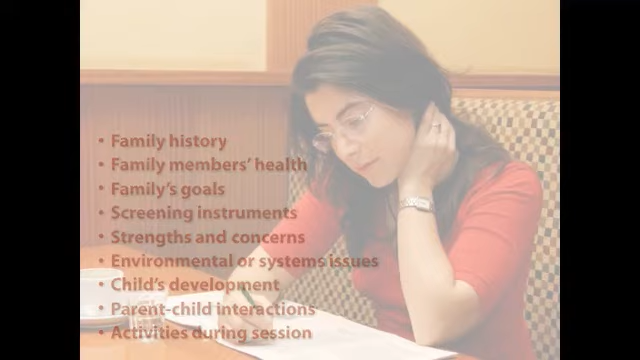 • Family history
• Family members' health
• Family's goals
• Screening instruments
• Strengths and concerns
• Environmental or systems issues
• Child's development
• Parent-child interactions
• Activities during session